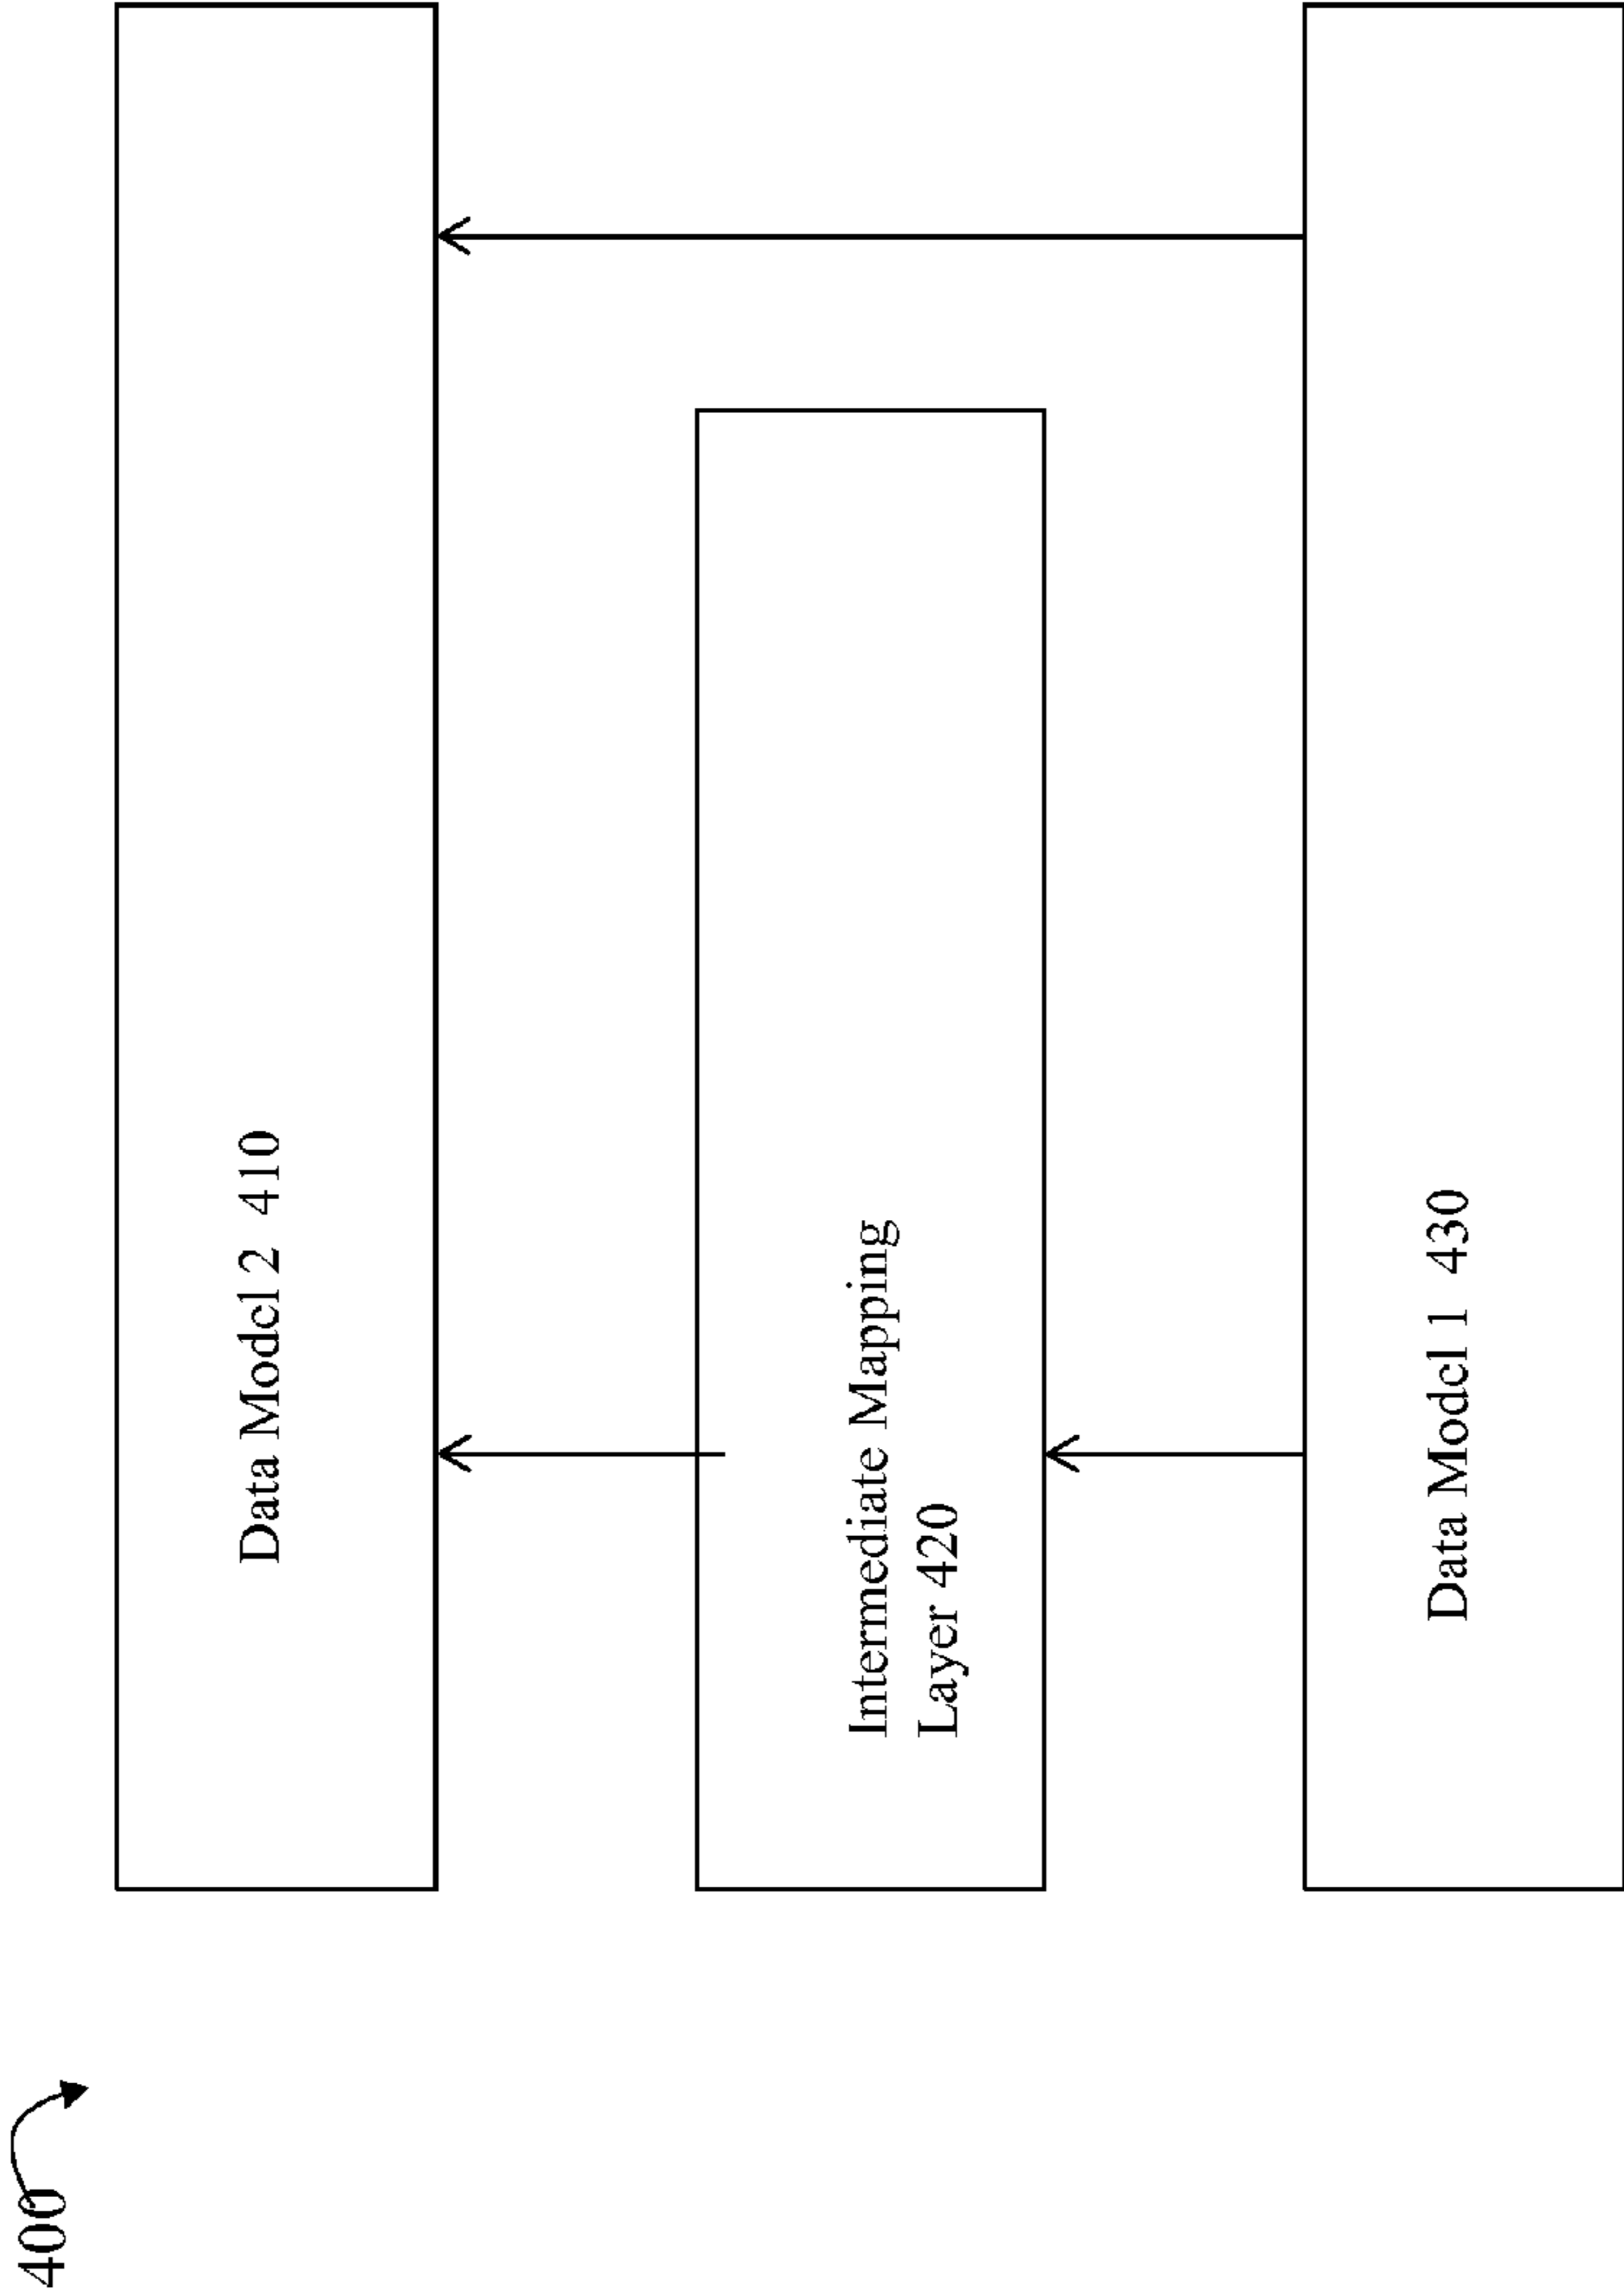 400
Data Model 2 410
Intermediate Mapping
Layer 420
Data Model 1 430